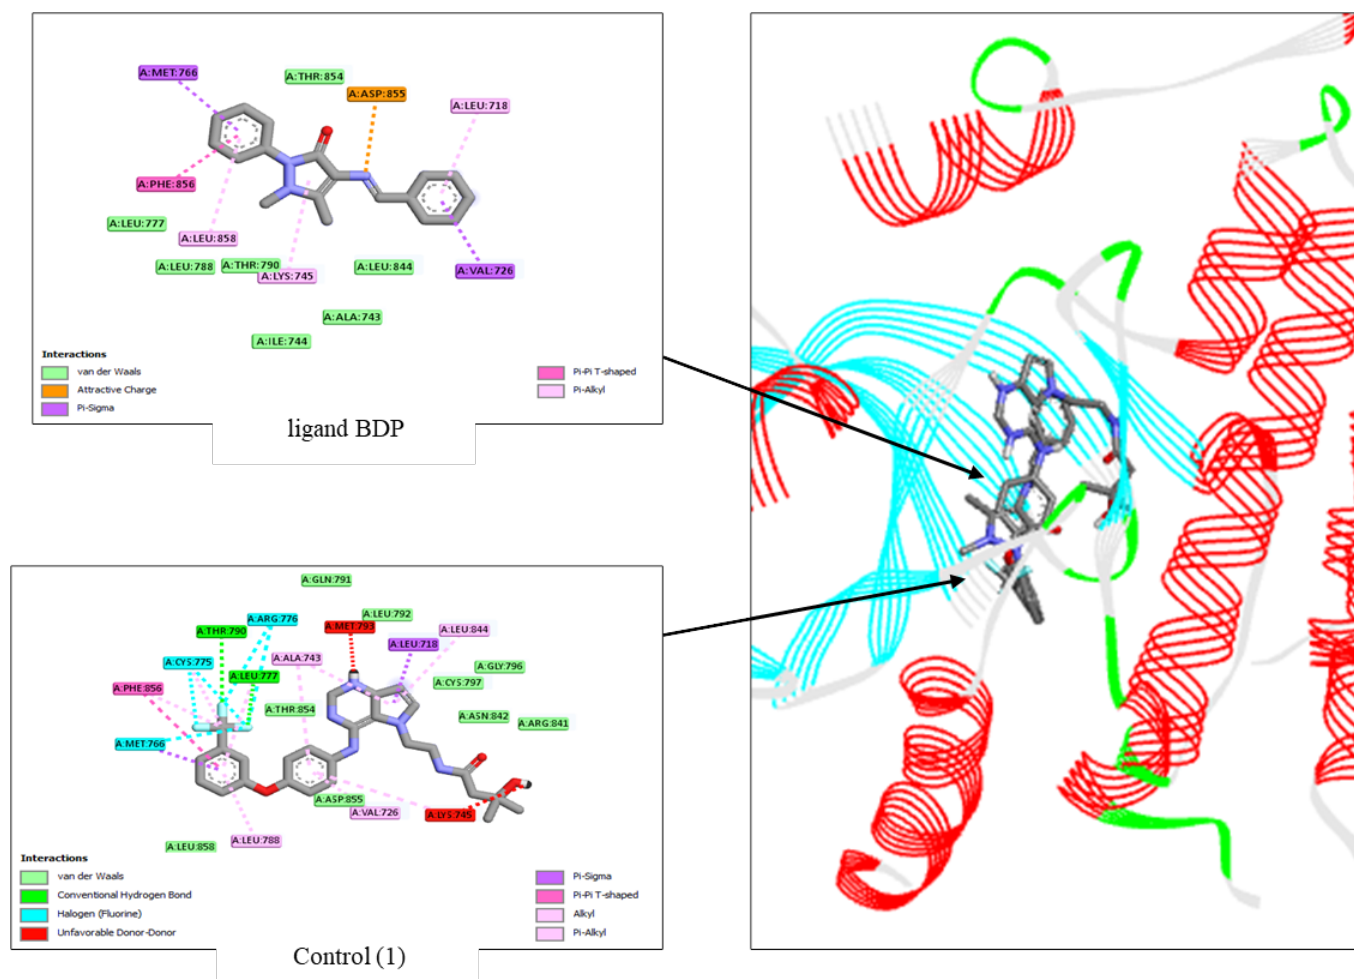 A:MET:766
A:THR:854
A:ASP:855
A:LEU:718
A:PHE:856
A:LEU:777
A:LEU:858
A:LEU:788
A:THR:790
A:LYS:745
A:LEU:844
A:VAL:726
A:ALA:743
A:ILE:744
Interactions
van der Waals
Attractive Charge
Pi-Sigma
Pi-Pi T-shaped
Pi-Alkyl
ligand BDP
A:GLN:791
A:ARG:776
A:LEU:792
A:THR:790
A:MET:793
A:LEU:844
A:LEU:718
A:CYS:775
A:ALA:743
A:GLY:796
A:LEU:777
A:CYS:797
A:PHE:856
A:THR:854
A:ASN:842
A:ARG:841
A:MET:766
A:ASP:855
A:VAL:726
A:LYS:745
A:LEU:858
A:LEU:788
Interactions
van der Waals
Conventional Hydrogen Bond
Halogen (Fluorine)
Unfavorable Donor-Donor
Pi-Sigma
Pi-Pi T-shaped
Alkyl
Pi-Alkyl
Control (1)